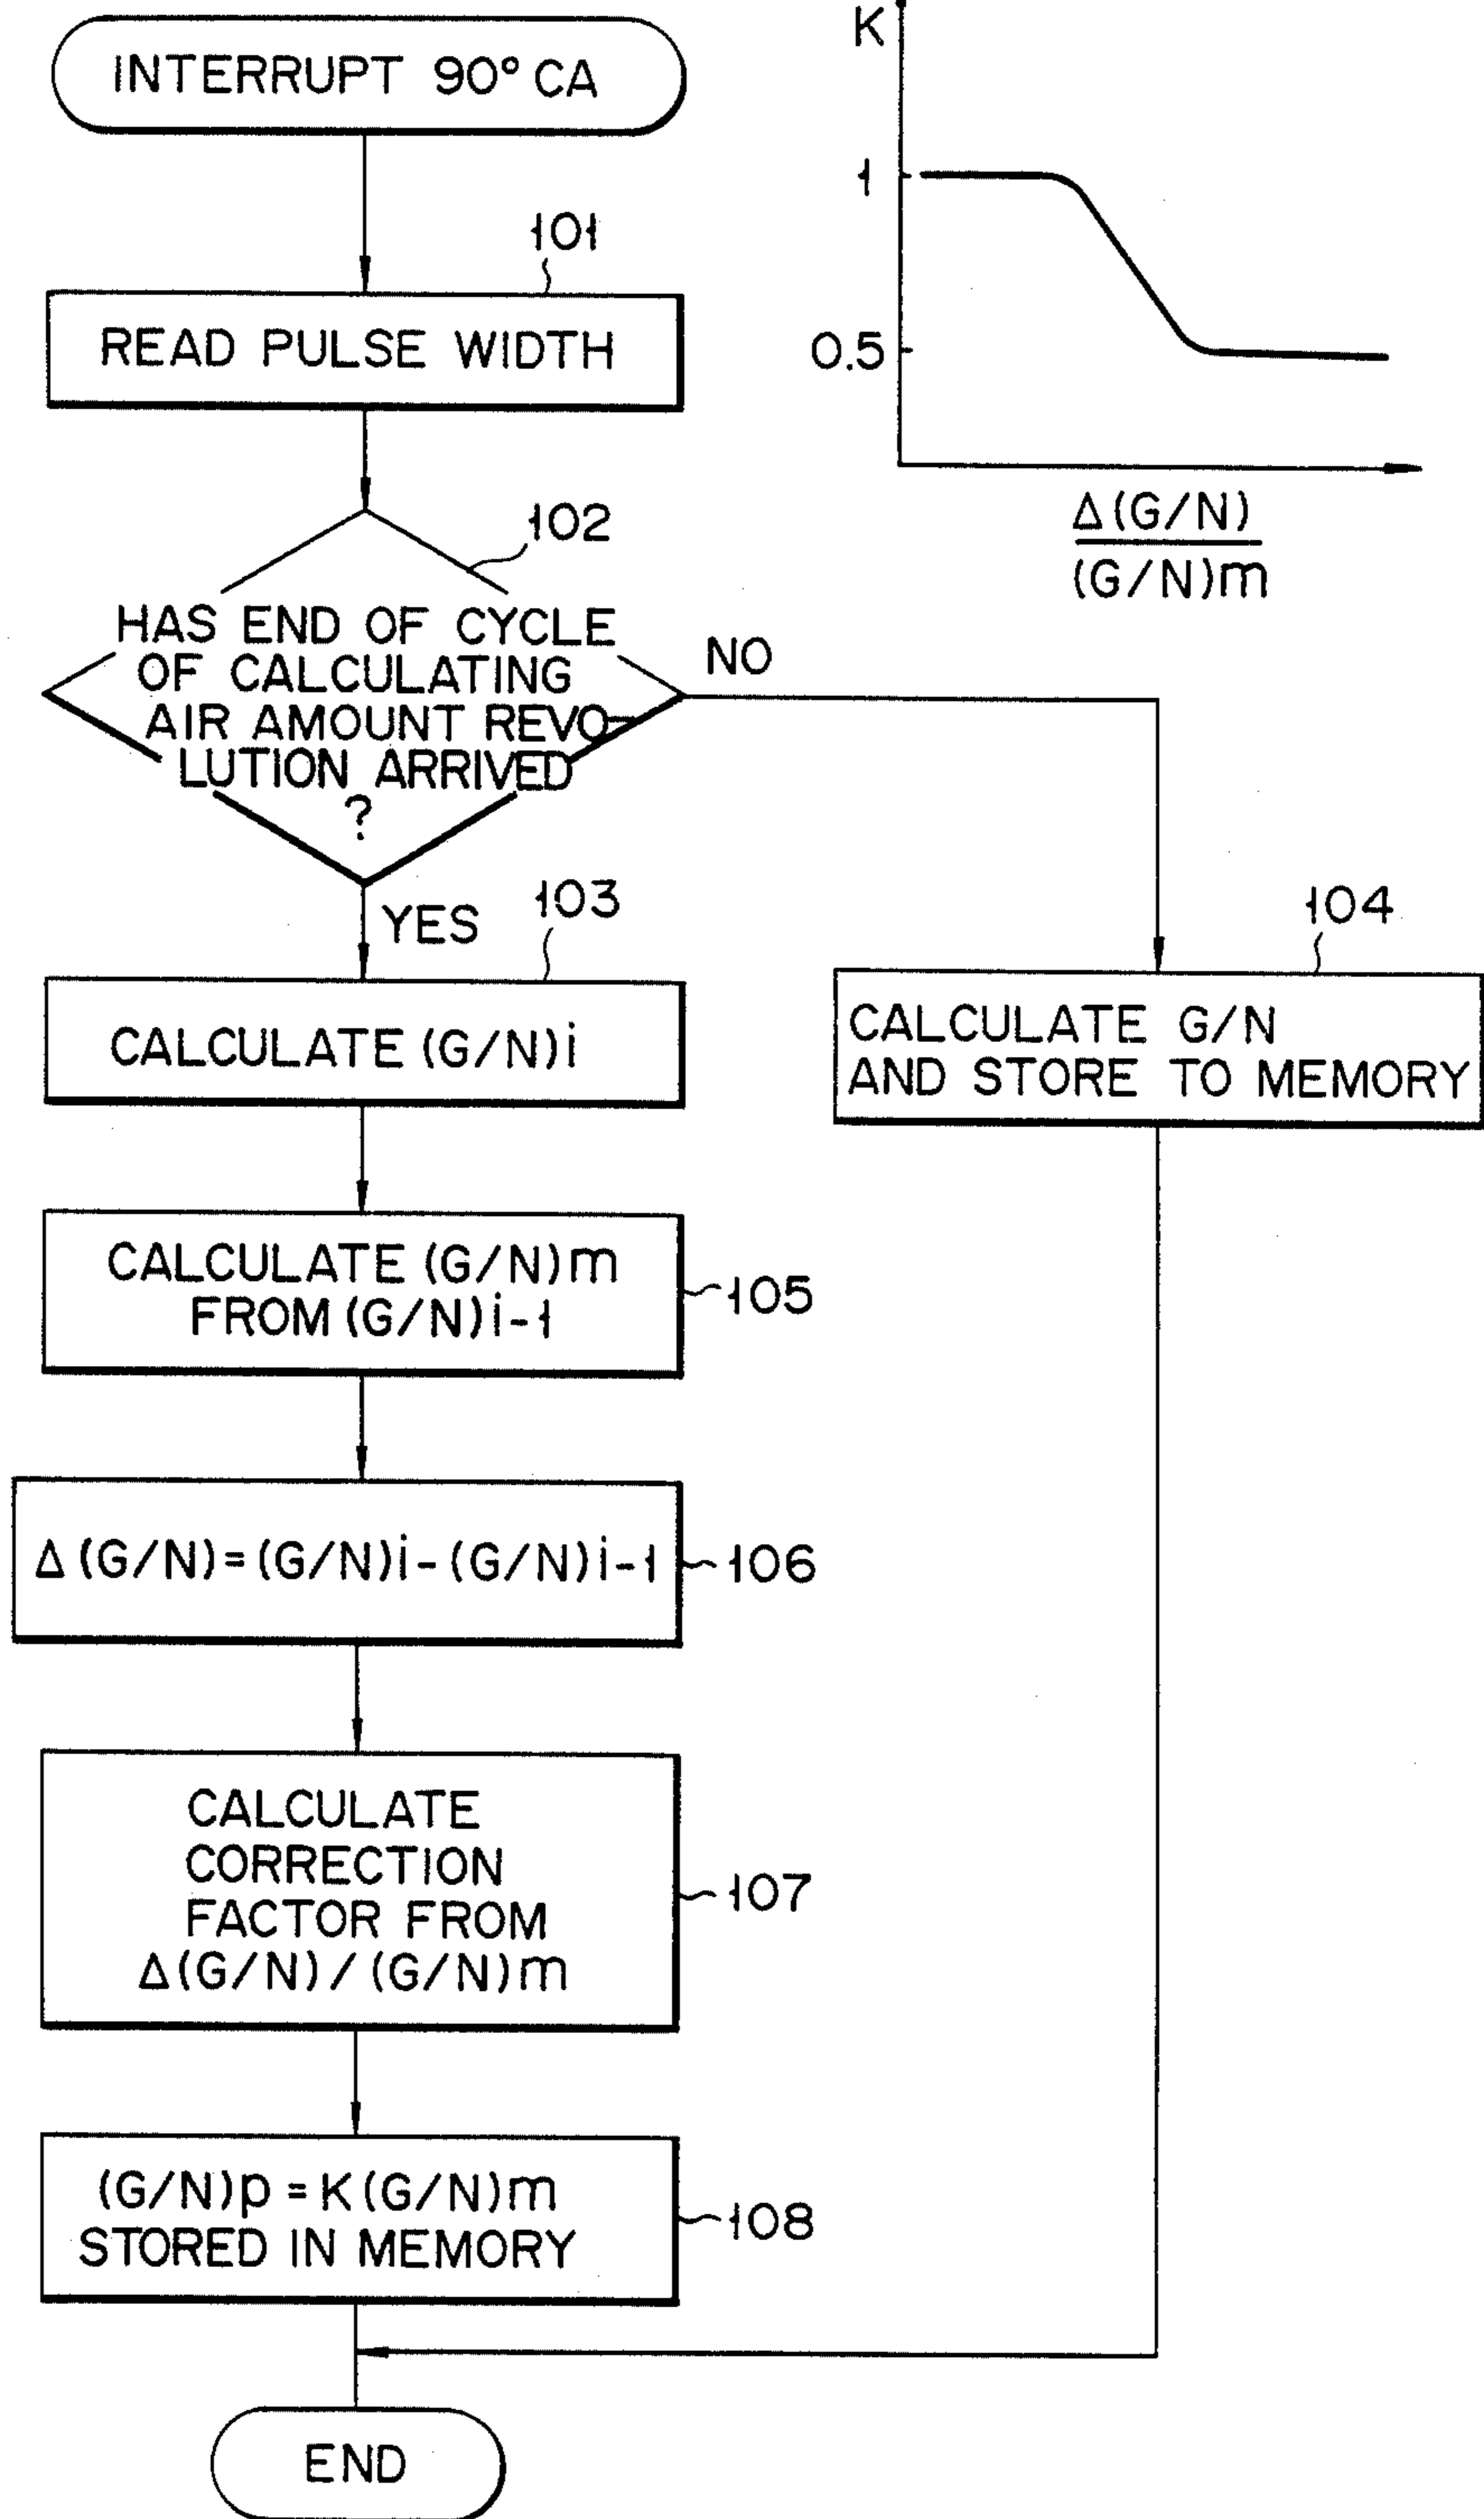 INTERRUPT 90° CA
101
READ PULSE WIDTH
102
HAS END OF CYCLE
OF CALCULATING
AIR AMOUNT REVO-
LUTION ARRIVED
?
NO
YES
103
CALCULATE (G/N)i
104
CALCULATE G/N
AND STORE TO MEMORY
CALCULATE (G/N)m
FROM (G/N)i-1
105
Δ(G/N)=(G/N)i-(G/N)i-1
106
CALCULATE
CORRECTION
FACTOR FROM
Δ(G/N)/(G/N)m
107
(G/N)p=K(G/N)m
STORED IN MEMORY
108
END
K
1
0.5
Δ(G/N)
(G/N)m